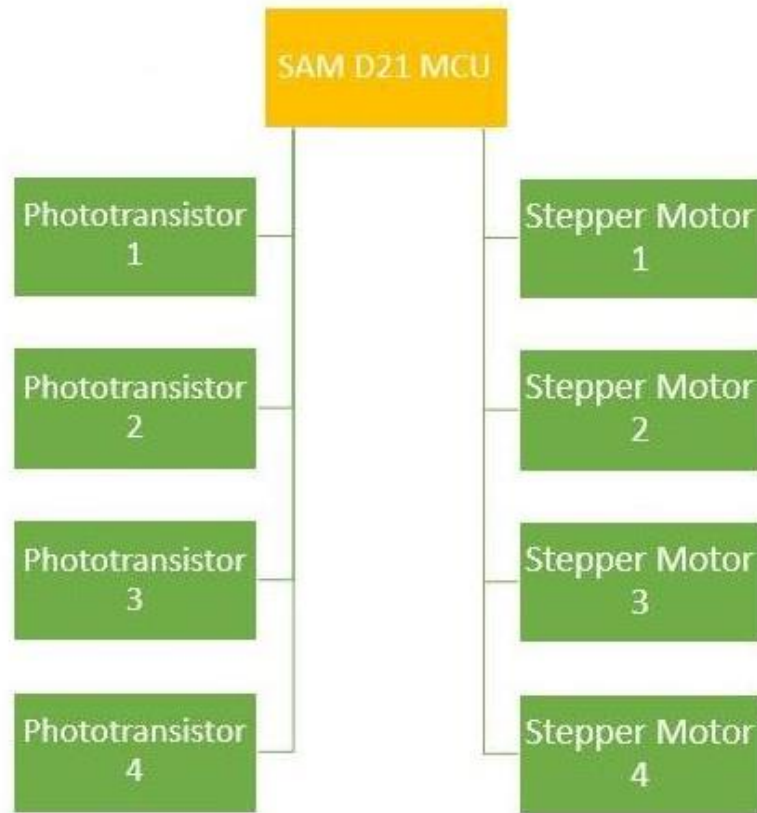 SAM D21 MCU
Phototransistor
1
Stepper Motor
1
Phototransistor
2
Stepper Motor
2
Phototransistor
3
Stepper Motor
3
Phototransistor
4
Stepper Motor
4